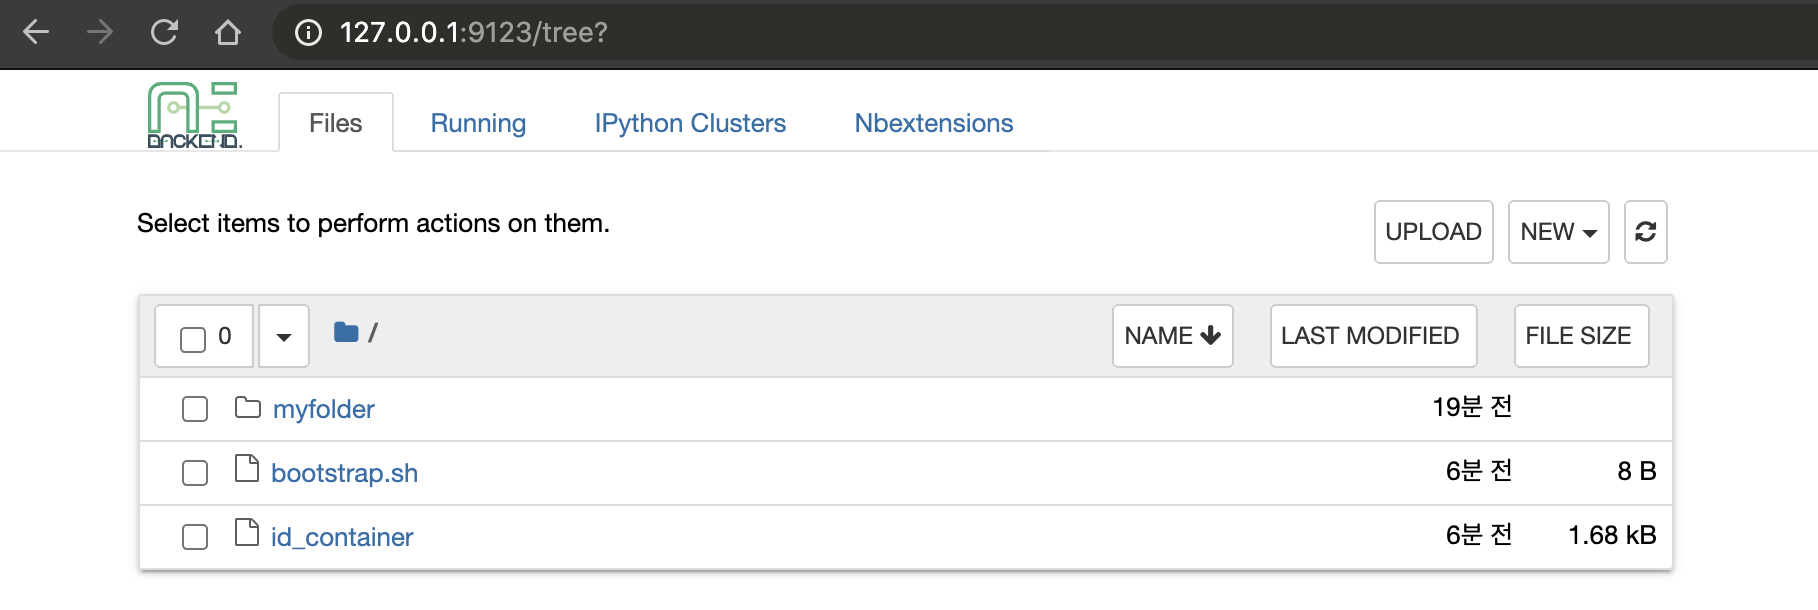 127.0.0.1:9123/tree?
Files Running IPython Clusters Nbextensions
Select items to perform actions on them.
UPLOAD NEW
0 / NAME LAST MODIFIED FILE SIZE
myfolder 19분 전
bootstrap.sh 6분 전 8 B
id_container 6분 전 1.68 kB